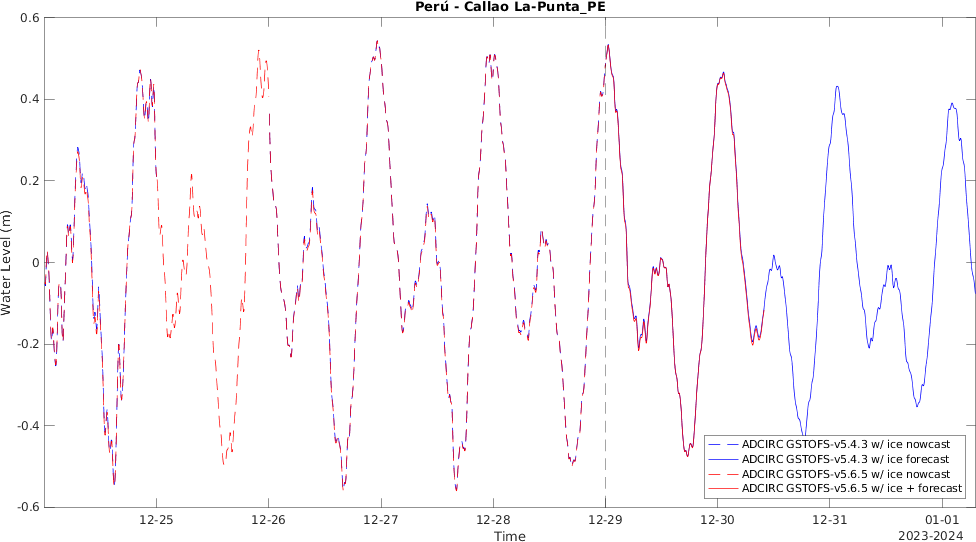 Perú - Callao La-Punta_PE
0.6
0.4
0.2
0
-0.2
-0.4
-0.6
Water Level (m)
ADCIRC GSTOFS-v5.4.3 w/ ice nowcast
ADCIRC GSTOFS-v5.4.3 w/ ice forecast
ADCIRC GSTOFS-v5.6.5 w/ ice nowcast
ADCIRC GSTOFS-v5.6.5 w/ ice + forecast
12-25 12-26 12-27 12-28 12-29 12-30 12-31 01-01
Time
2023-2024